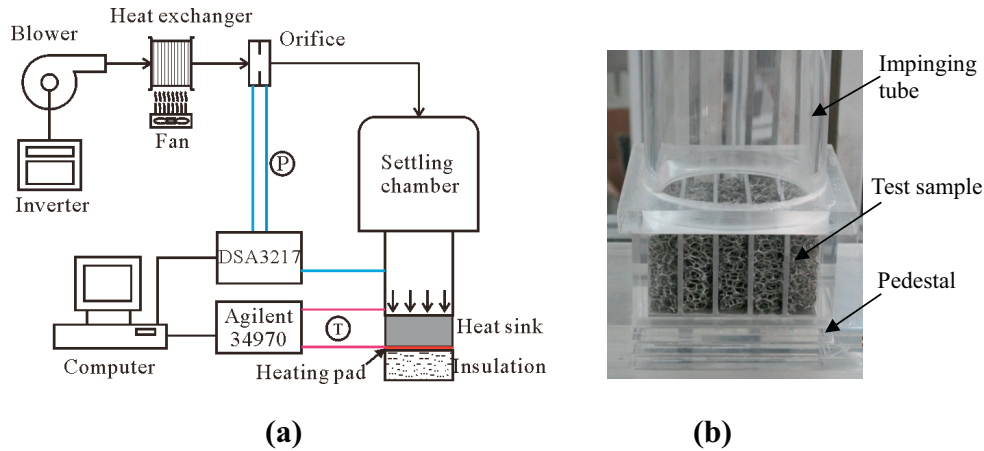 Heat exchanger
Blower
Orifice
Fan
P
Settling
chamber
Inverter
DSA3217
Agilent
34970
T
Heat sink
Computer
Heating pad
Insulation
(a)
Impinging
tube
Test sample
Pedestal
(b)